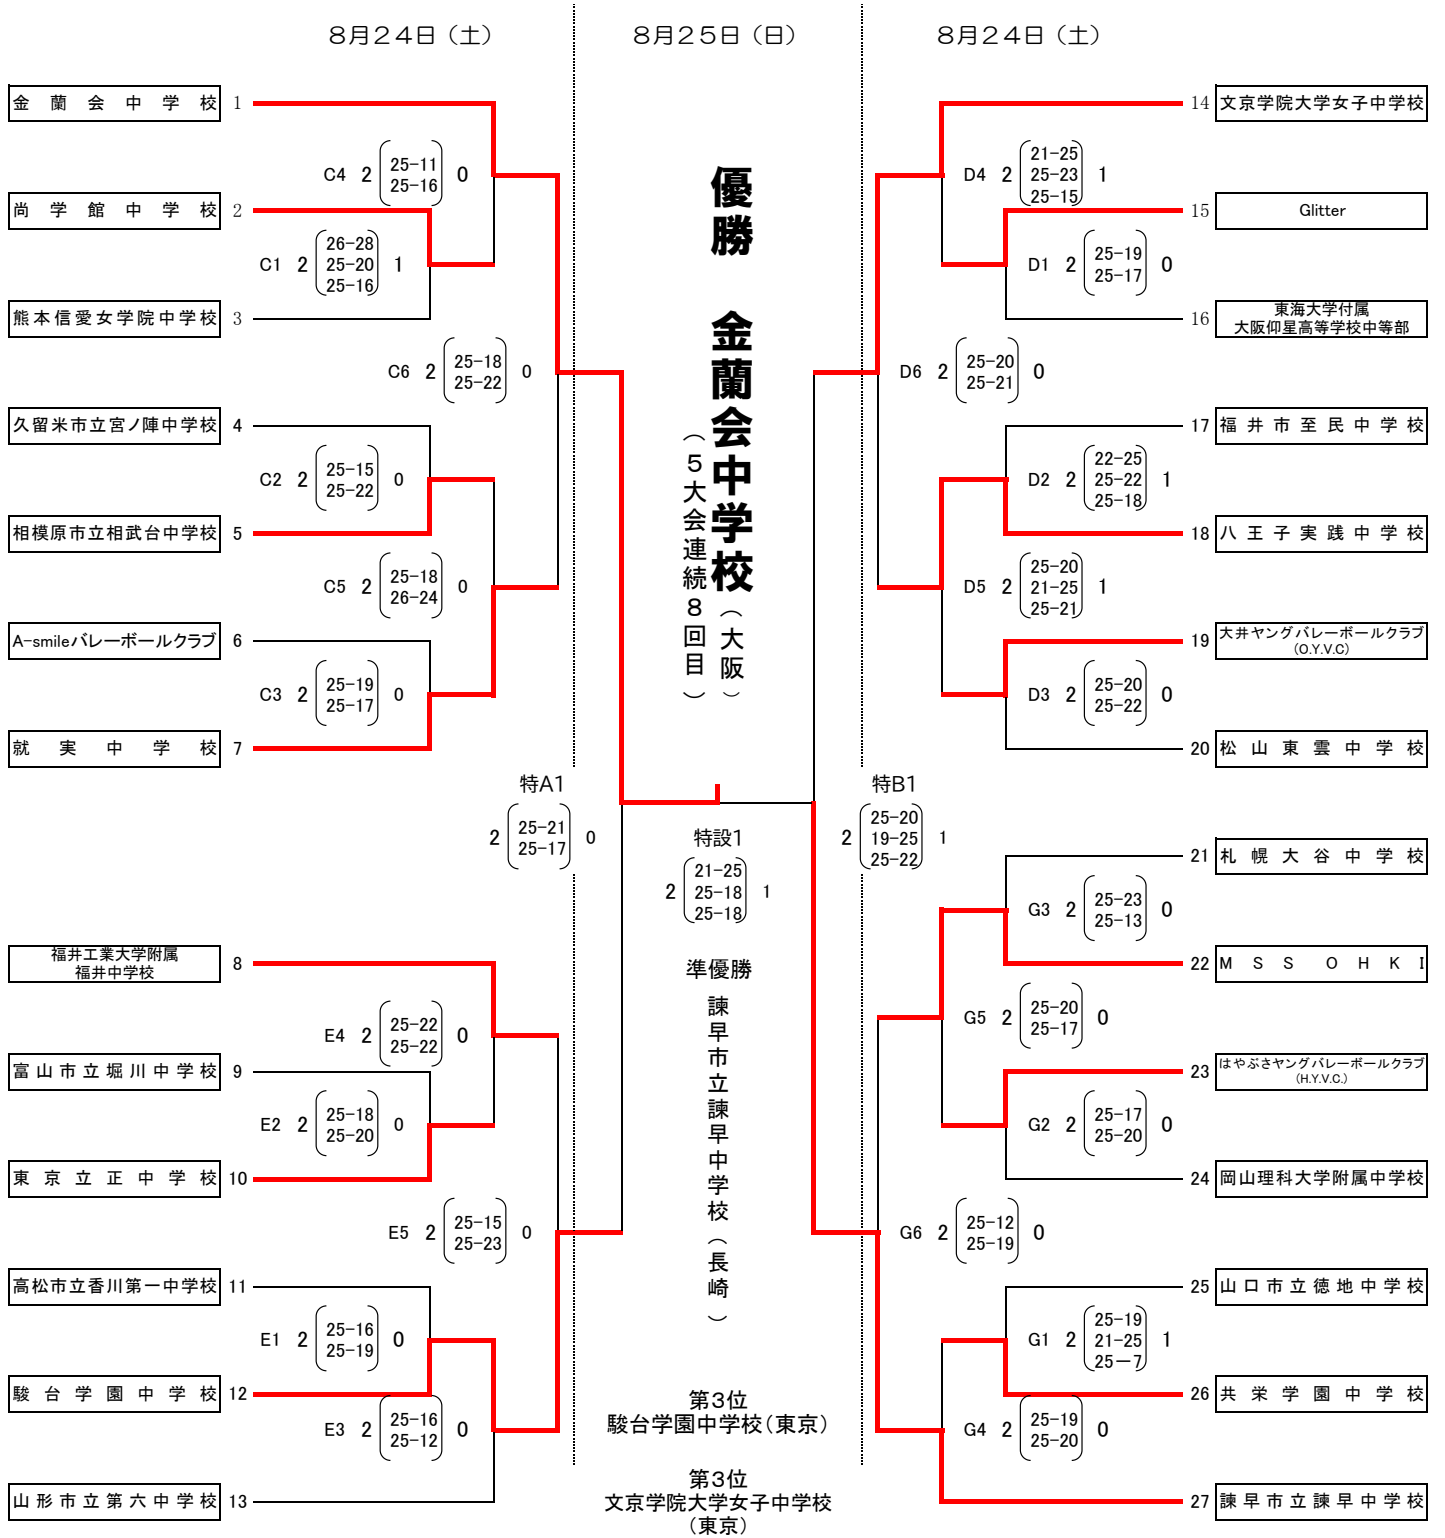 8月24日（土）
8月25日（日）
8月24日（土）
優勝　金蘭会中学校（大阪）
（５大会連続８回目）
金蘭会中学校 1
C4 2 25-11 0
25-16
尚学館中学校 2
C1 2 26-28 1
25-20
25-16
熊本信愛女学院中学校 3
C6 2 25-18 0
25-22
久留米市立宮ノ陣中学校 4
C2 2 25-15 0
25-22
相模原市立相武台中学校 5
C5 2 25-18 0
26-24
A-smileバレーボールクラブ 6
C3 2 25-19 0
25-17
就実中学校 7
特A1
2 25-21 0
25-17
福井工業大学附属
福井中学校 8
E4 2 25-22 0
25-22
富山市立堀川中学校 9
E2 2 25-18 0
25-20
東京立正中学校 10
E5 2 25-15 0
25-23
高松市立香川第一中学校 11
E1 2 25-16 0
25-19
駿台学園中学校 12
E3 2 25-16 0
25-12
山形市立第六中学校 13
特設1
2 21-25 1
25-18
25-18
準優勝
諫早市立諫早中学校（長崎）
第3位
駿台学園中学校（東京）
第3位
文京学院大学女子中学校
（東京）
14 文京学院大学女子中学校
D4 2 21-25 1
25-23
25-15
15 Glitter
D1 2 25-19 0
25-17
16 東海大学付属
大阪仰星高等学校中等部
D6 2 25-20 0
25-21
17 福井市至民中学校
D2 2 22-25 1
25-22
25-18
18 八王子実践中学校
D5 2 25-20 1
21-25
25-21
19 大井ヤングバレーボールクラブ
(O.Y.V.C)
D3 2 25-20 0
25-22
20 松山東雲中学校
特B1
2 25-20 1
19-25
25-22
21 札幌大谷中学校
G3 2 25-23 0
25-13
22 MSS OHKI
G5 2 25-20 0
25-17
23 はやぶさヤングバレーボールクラブ
(H.Y.V.C.)
G2 2 25-17 0
25-20
24 岡山理科大学附属中学校
G6 2 25-12 0
25-19
25 山口市立徳地中学校
G1 2 25-19 1
21-25
25ー7
26 共栄学園中学校
G4 2 25-19 0
25-20
27 諫早市立諫早中学校